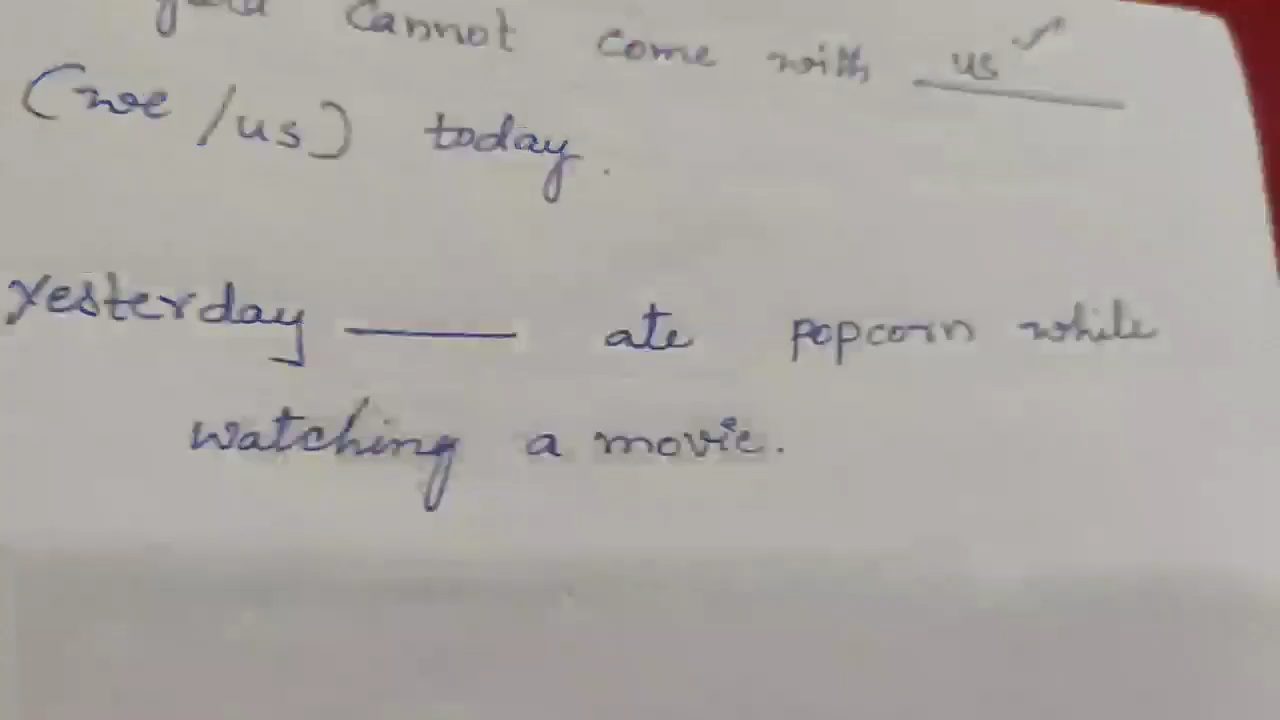 cannot come with us ✓
(we/us) today.
yesterday ____ ate popcorn while
watching a movie.